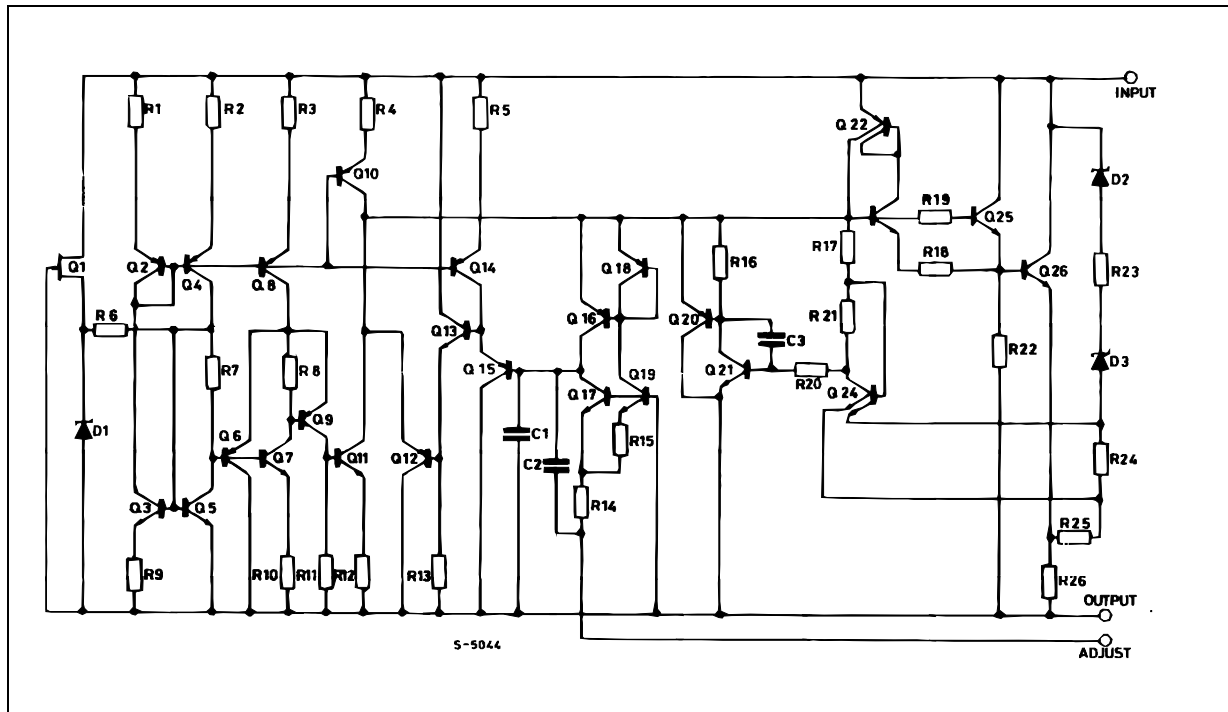 INPUT
R1 R2 R3 R4 R5
Q22
Q10
D2
R19
Q25
R17
R18
Q1 Q2 Q4 Q8 Q14 Q18 R16 Q26
R23
R6 Q13 Q16 Q20 R21
C3
R7 R8 Q15 Q21 R20 R22 D3
Q19
Q17 Q24
Q9
D1 Q6 Q7 Q11 Q12 C1 R15
C2 R24
Q3 Q5 R14
R25
R9 R10 R11 R12 R13 R26
OUTPUT
S-5044
ADJUST